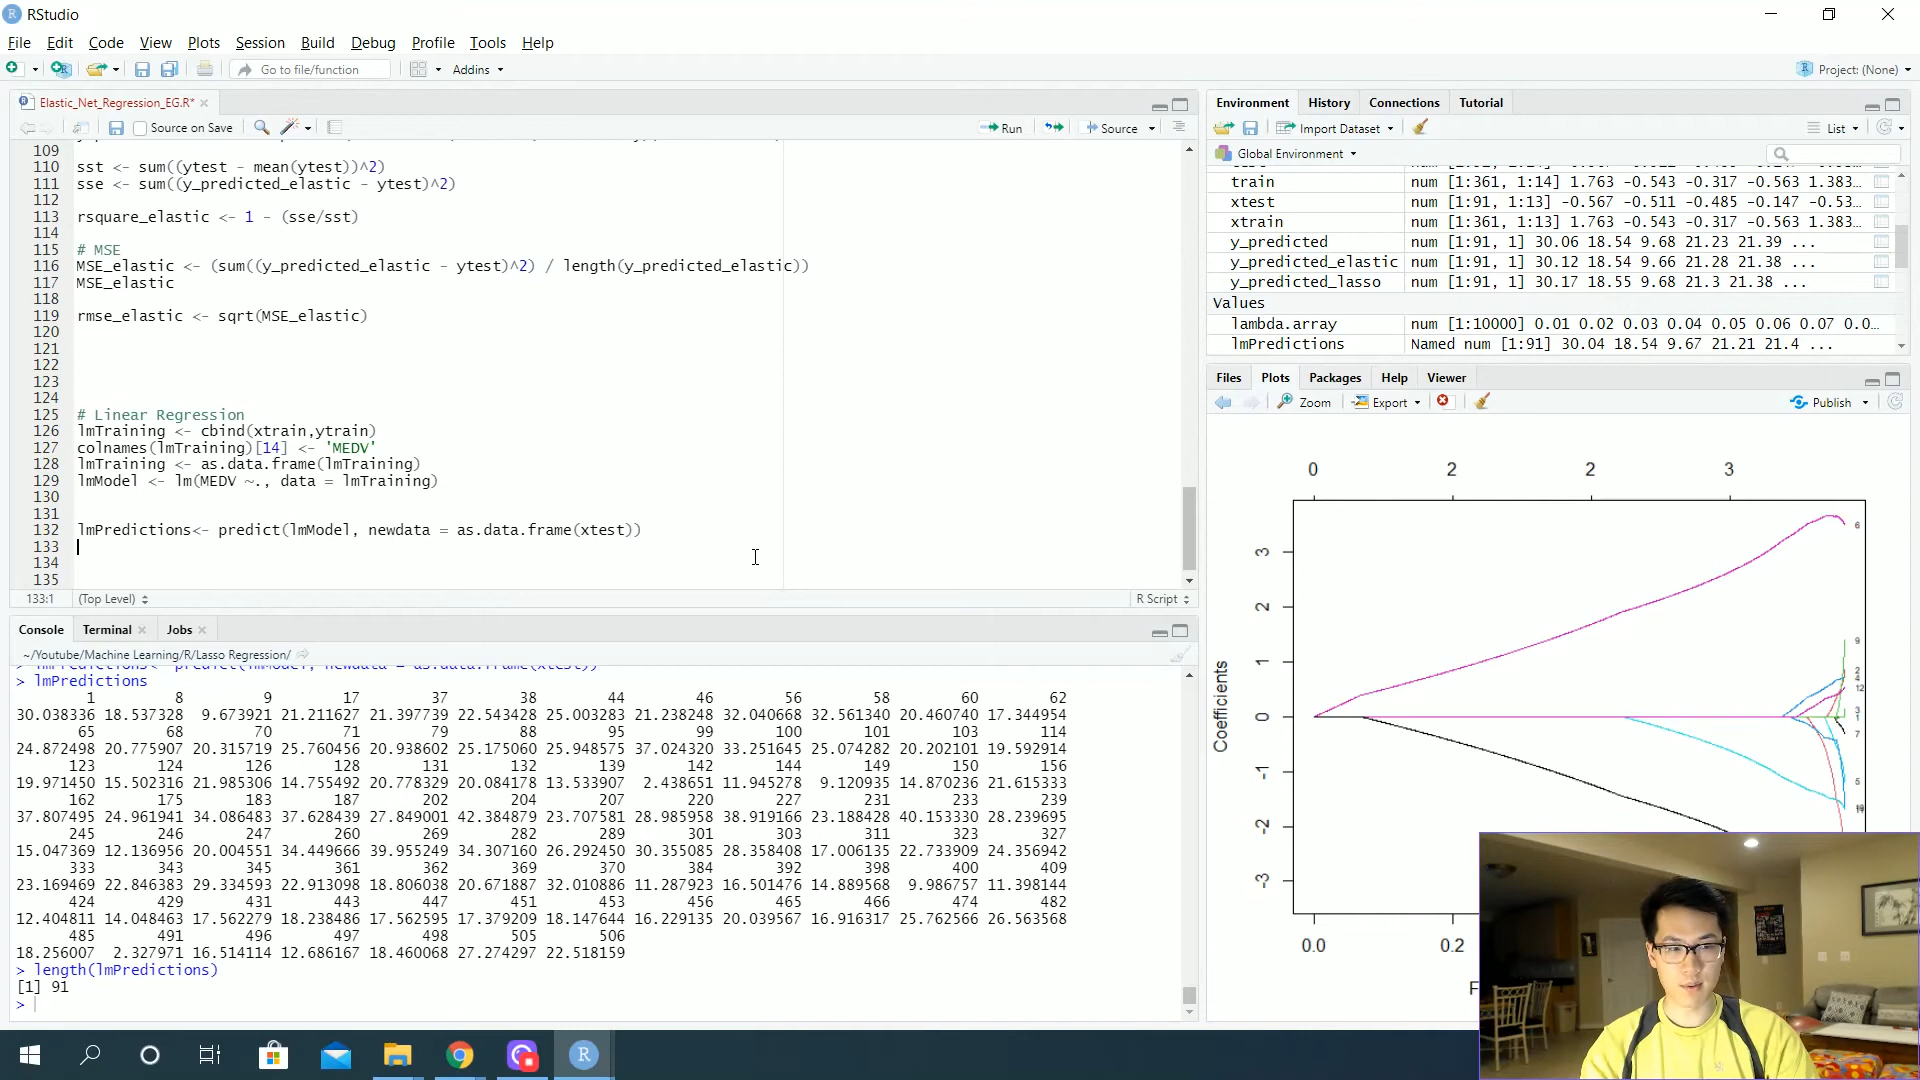 RStudio
File Edit Code View Plots Session Build Debug Profile Tools Help
Go to file/function Addins Project: (None)
Elastic_Net_Regression_EG.R*
Source on Save Run Source
109
110 sst <- sum((ytest - mean(ytest))^2)
111 sse <- sum((y_predicted_elastic - ytest)^2)
112
113 rsquare_elastic <- 1 - (sse/sst)
114
115 # MSE
116 MSE_elastic <- (sum((y_predicted_elastic - ytest)^2) / length(y_predicted_elastic))
117 MSE_elastic
118
119 rmse_elastic <- sqrt(MSE_elastic)
120
121
122
123
124
125 # Linear Regression
126 lmTraining <- cbind(xtrain,ytrain)
127 colnames(lmTraining)[14] <- 'MEDV'
128 lmTraining <- as.data.frame(lmTraining)
129 lmModel <- lm(MEDV ~., data = lmTraining)
130
131
132 lmPredictions<- predict(lmModel, newdata = as.data.frame(xtest))
133
134
135
133:1 (Top Level) R Script
Console Terminal Jobs
~/Youtube/Machine Learning/R/Lasso Regression/
> lmPredictions<- predict(lmModel, newdata = as.data.frame(xtest))
> lmPredictions
1 8 9 17 37 38 44 46 56 58 60 62
30.038336 18.537328 9.673921 21.211627 21.397739 22.543428 25.003283 21.238248 32.040668 32.561340 20.460740 17.344954
65 68 70 71 79 88 95 99 100 101 103 114
24.872498 20.775907 20.315719 25.760456 20.938602 25.175060 25.948575 37.024320 33.251645 25.074282 20.202101 19.592914
123 124 126 128 131 132 139 142 144 149 150 156
19.971450 15.502316 21.985306 14.755492 20.778329 20.084178 13.533907 2.438651 11.945278 9.120935 14.870236 21.615333
162 175 183 187 202 204 207 220 227 231 233 239
37.807495 24.961941 34.086483 37.628439 27.849001 42.384879 23.707581 28.985958 38.919166 23.188428 40.153330 28.239695
245 246 247 260 269 282 289 301 303 311 323 327
15.047369 12.136956 20.004551 34.449666 39.955249 34.307160 26.292450 30.355085 28.358408 17.006135 22.733909 24.356942
333 343 345 361 362 369 370 384 392 398 400 409
23.169469 22.846383 29.334593 22.913098 18.806038 20.671887 32.010886 11.287923 16.501476 14.889568 9.986757 11.398144
424 429 431 443 447 451 453 456 465 466 474 482
12.404811 14.048463 17.562279 18.238486 17.562595 17.379209 18.147644 16.229135 20.039567 16.916317 25.762566 26.563568
485 491 496 497 498 505 506
18.256007 2.327971 16.514114 12.686167 18.460068 27.274297 22.518159
> length(lmPredictions)
[1] 91
>
Environment History Connections Tutorial
Import Dataset List
Global Environment
train num [1:361, 1:14] 1.763 -0.543 -0.317 -0.563 1.383…
xtest num [1:91, 1:13] -0.567 -0.511 -0.485 -0.147 -0.53…
xtrain num [1:361, 1:13] 1.763 -0.543 -0.317 -0.563 1.383…
y_predicted num [1:91, 1] 30.06 18.54 9.68 21.23 21.39 ...
y_predicted_elastic num [1:91, 1] 30.12 18.54 9.66 21.28 21.38 ...
y_predicted_lasso num [1:91, 1] 30.17 18.55 9.68 21.3 21.38 ...
Values
lambda.array num [1:10000] 0.01 0.02 0.03 0.04 0.05 0.06 0.07 0.0…
lmPredictions Named num [1:91] 30.04 18.54 9.67 21.21 21.4 ...
Files Plots Packages Help Viewer
Zoom Export Publish
0 2 2 3
3
2
1
0
-1
-2
-3
Coefficients
6
9
2
4
12
3
1
7
5
0.0 0.2
F